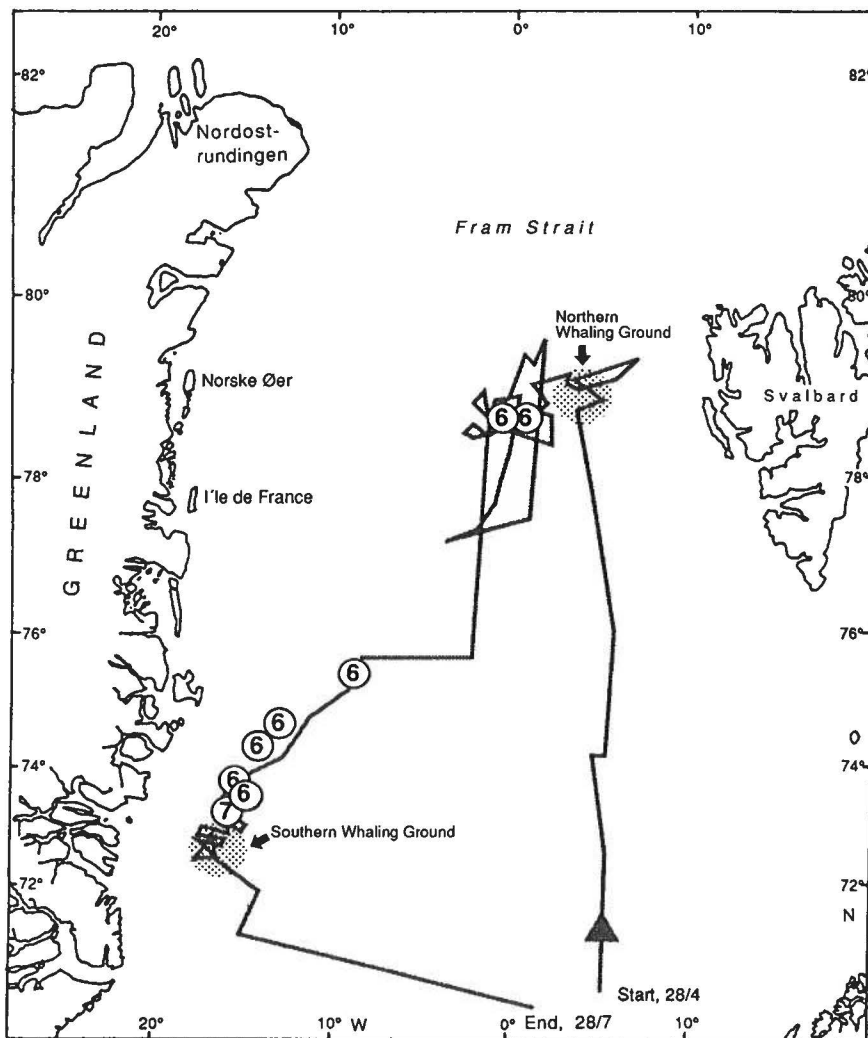 20°
10°
0°
10°
82°
82°
Nordost-
rundingen
Fram Strait
80°
80°
Northern
Whaling Ground
GREENLAND
Norske Øer
Svalbard
6
6
78°
78°
I´le de France
76°
76°
6
6
6
74°
74°
6
6
7
Southern Whaling Ground
72°
72°
N
Start, 28/4
20°
10° W
0°
End, 28/7
10°